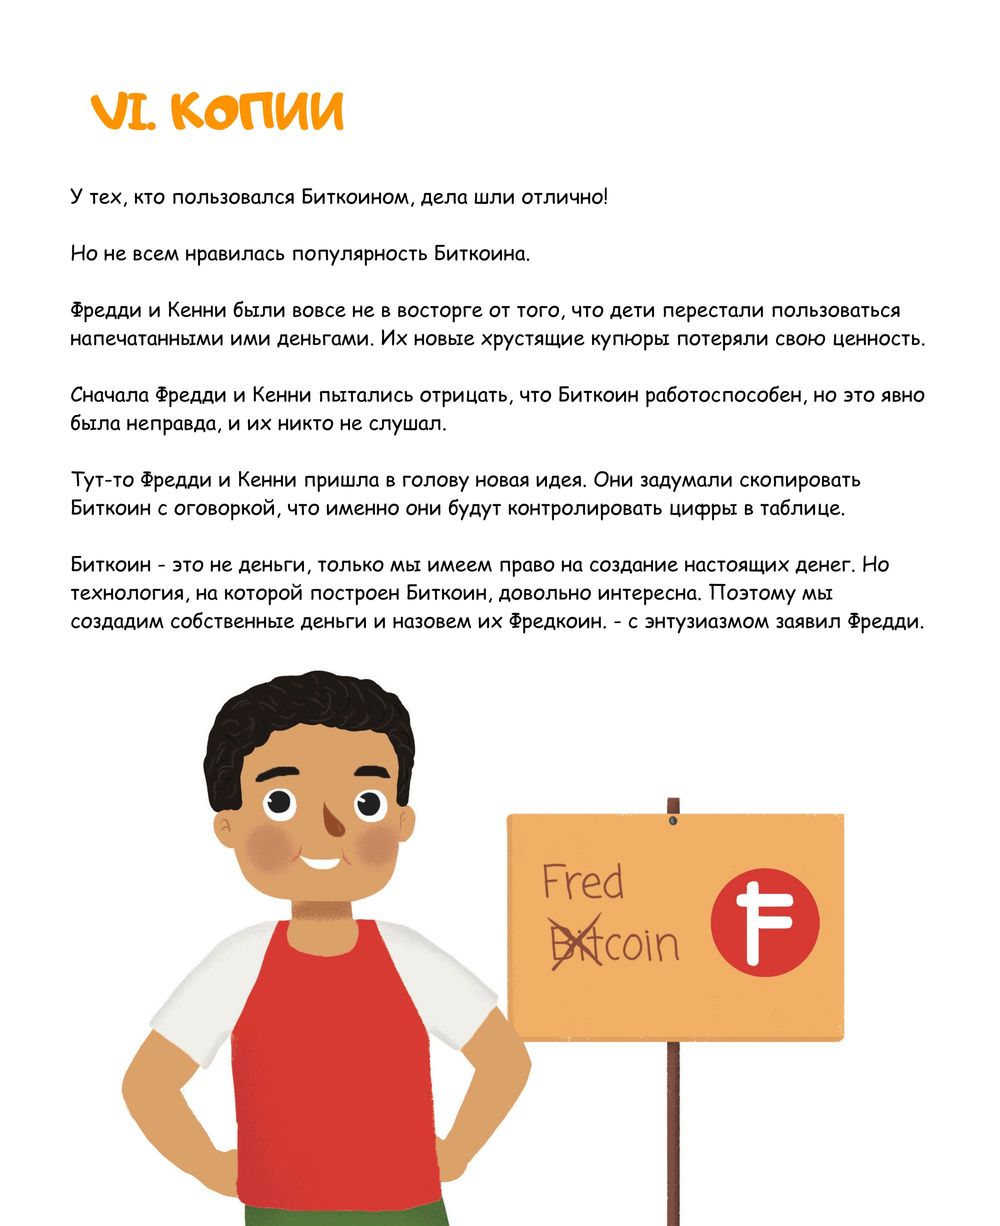 VI. КОПИИ
У тех, кто пользовался Биткоином, дела шли отлично!
Но не всем нравилась популярность Биткоина.
Фредди и Кенни были вовсе не в восторге от того, что дети перестали пользоваться
напечатанными ими деньгами. Их новые хрустящие купюры потеряли свою ценность.
Сначала Фредди и Кенни пытались отрицать, что Биткоин работоспособен, но это явно
была неправда, и их никто не слушал.
Тут-то Фредди и Кенни пришла в голову новая идея. Они задумали скопировать
Биткоин с оговоркой, что именно они будут контролировать цифры в таблице.
Биткоин - это не деньги, только мы имеем право на создание настоящих денег. Но
технология, на которой построен Биткоин, довольно интересна. Поэтому мы
создадим собственные деньги и назовем их Фредкоин. - с энтузиазмом заявил Фредди.
Fred
Bitcoin